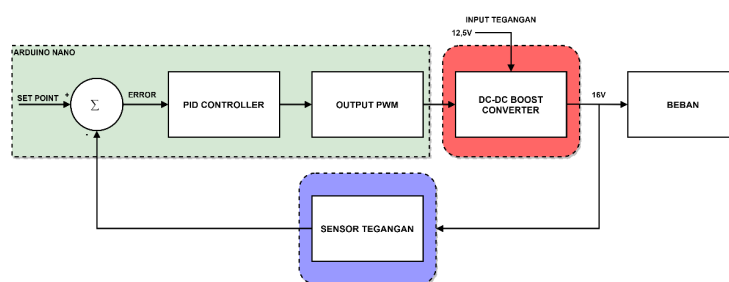 INPUT TEGANGAN
12,5V
ARDUINO NANO
SET POINT
+
Σ
-
ERROR
PID CONTROLLER
OUTPUT PWM
DC-DC BOOST
CONVERTER
16V
BEBAN
SENSOR TEGANGAN